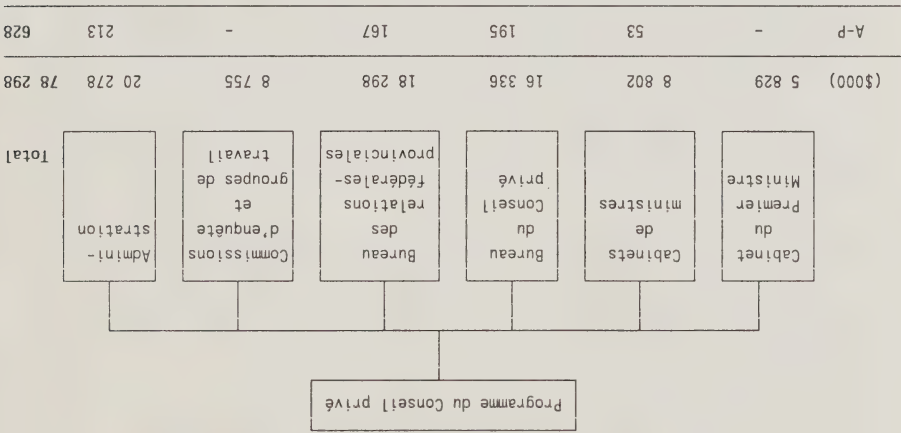 Programme du Conseil privé
Cabinet
du
Premier
Ministre
Cabinets
de
ministres
Bureau
du
Conseil
privé
Bureau
des
relations
fédérales-
provinciales
Commissions
d'enquête
et
groupes de
travail
Admini-
stration
Total
($000) 5 829 8 802 16 336 18 298 8 755 20 278 78 298
A-P - 53 195 167 - 213 628